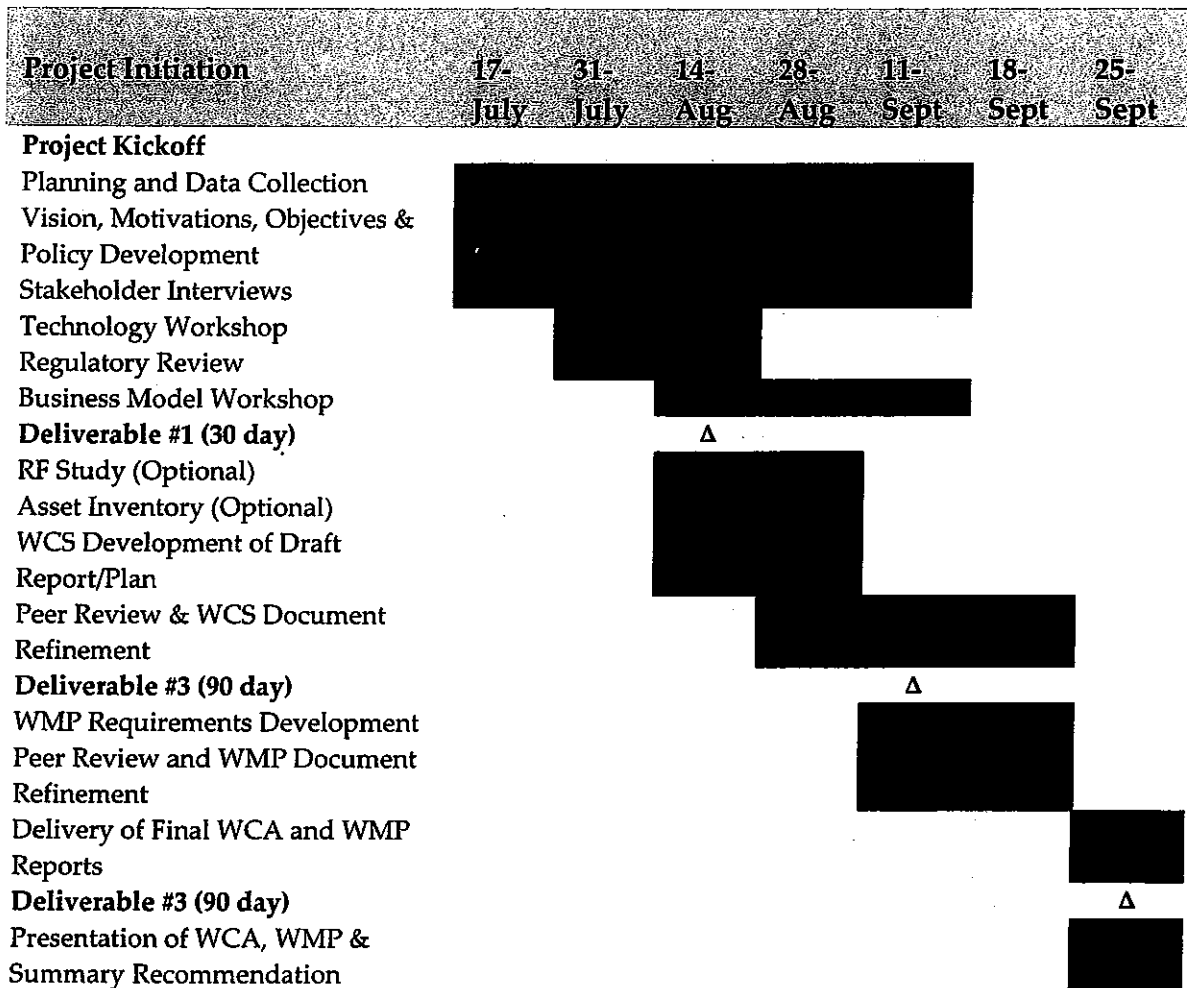 Project Initiation 17- 31- 14- 28- 11- 18- 25-
July July Aug Aug Sept Sept Sept
Project Kickoff
Planning and Data Collection
Vision, Motivations, Objectives &
Policy Development
Stakeholder Interviews
Technology Workshop
Regulatory Review
Business Model Workshop
Deliverable #1 (30 day) Δ
RF Study (Optional)
Asset Inventory (Optional)
WCS Development of Draft
Report/Plan
Peer Review & WCS Document
Refinement
Deliverable #3 (90 day) Δ
WMP Requirements Development
Peer Review and WMP Document
Refinement
Delivery of Final WCA and WMP
Reports
Deliverable #3 (90 day) Δ
Presentation of WCA, WMP &
Summary Recommendation